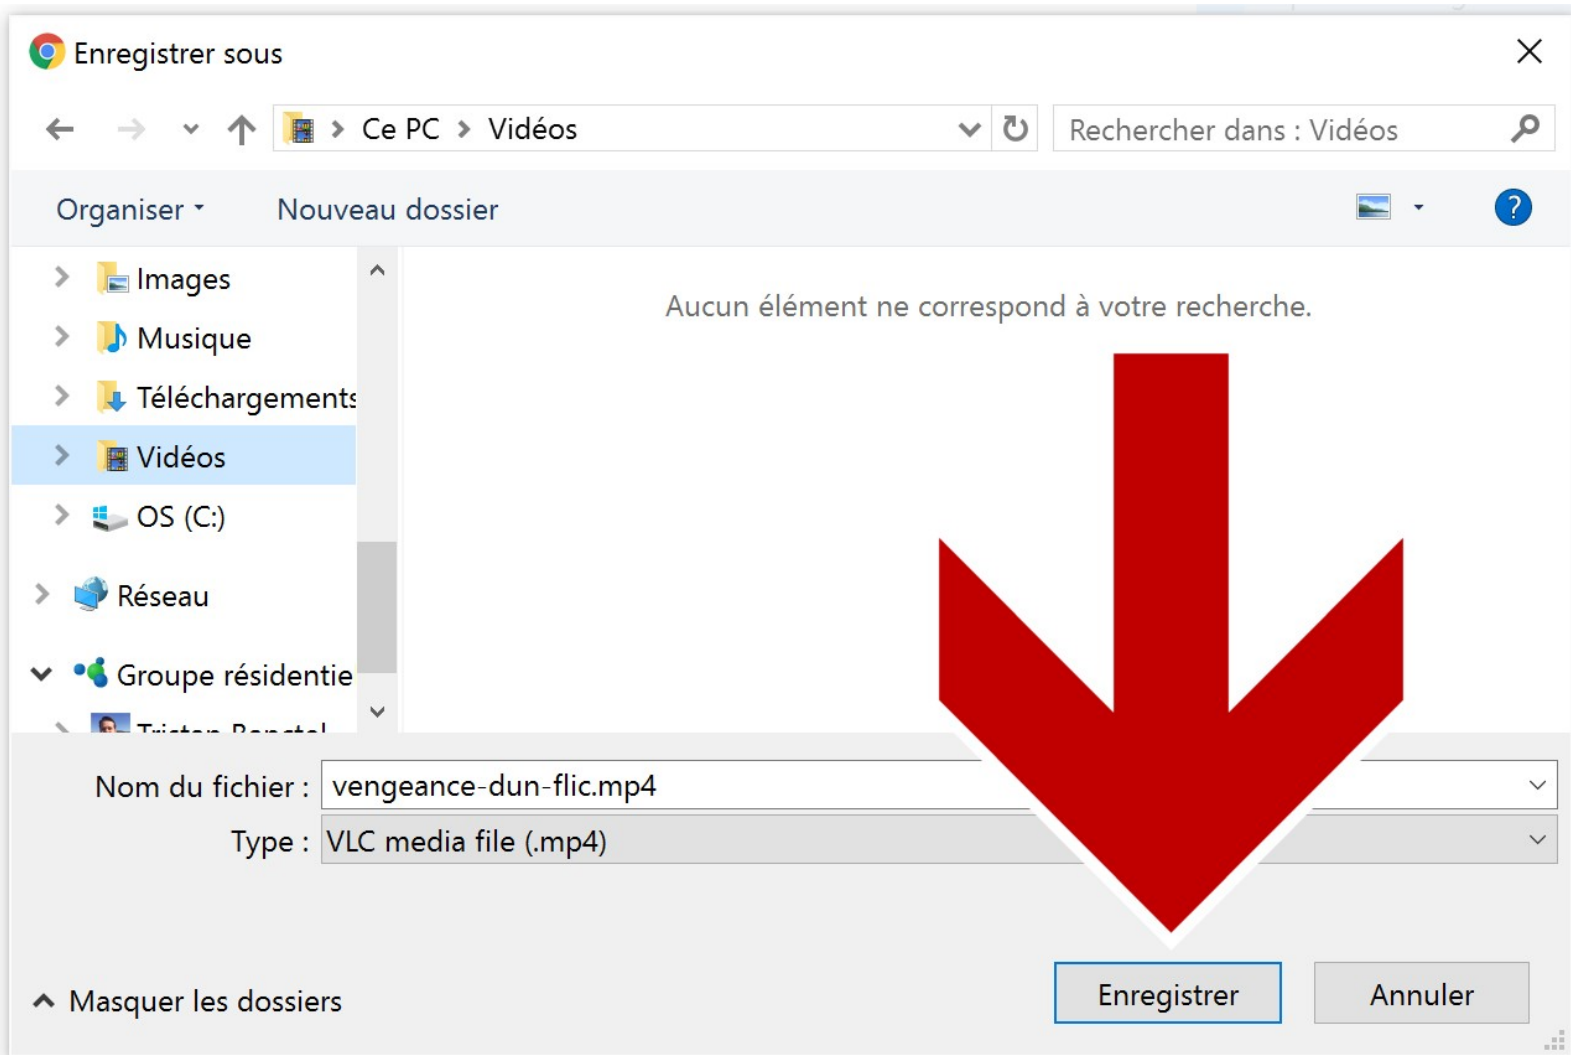 Enregistrer sous
Ce PC > Vidéos
Rechercher dans : Vidéos
Organiser
Nouveau dossier
?
Images
Aucun élément ne correspond à votre recherche.
Musique
Téléchargements
Vidéos
OS (C:)
Réseau
Groupe résidentie
Nom du fichier : vengeance-dun-flic.mp4
Type : VLC media file (.mp4)
Masquer les dossiers
Enregistrer
Annuler